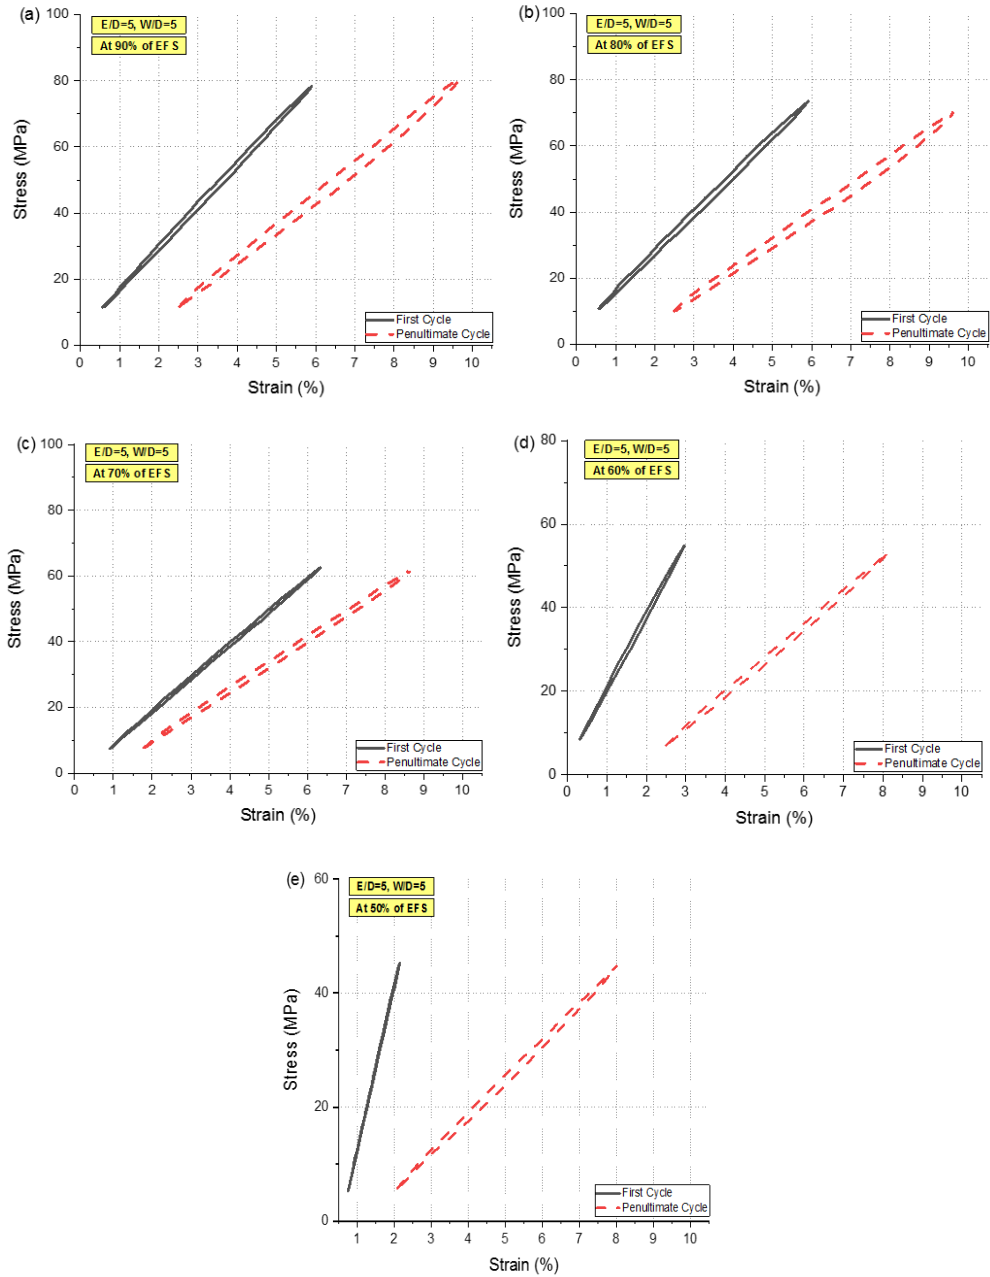 (a)
E/D=5, W/D=5
At 90% of EFS
Stress (MPa)
100
80
60
40
20
0
0 1 2 3 4 5 6 7 8 9 10
Strain (%)
First Cycle
Penultimate Cycle
(b)
E/D=5, W/D=5
At 80% of EFS
Stress (MPa)
100
80
60
40
20
0
0 1 2 3 4 5 6 7 8 9 10
Strain (%)
First Cycle
Penultimate Cycle
(c)
E/D=5, W/D=5
At 70% of EFS
Stress (MPa)
100
80
60
40
20
0
0 1 2 3 4 5 6 7 8 9 10
Strain (%)
First Cycle
Penultimate Cycle
(d)
E/D=5, W/D=5
At 60% of EFS
Stress (MPa)
80
60
40
20
0
0 1 2 3 4 5 6 7 8 9 10
Strain (%)
First Cycle
Penultimate Cycle
(e)
E/D=5, W/D=5
At 50% of EFS
Stress (MPa)
60
40
20
0
1 2 3 4 5 6 7 8 9 10
Strain (%)
First Cycle
Penultimate Cycle